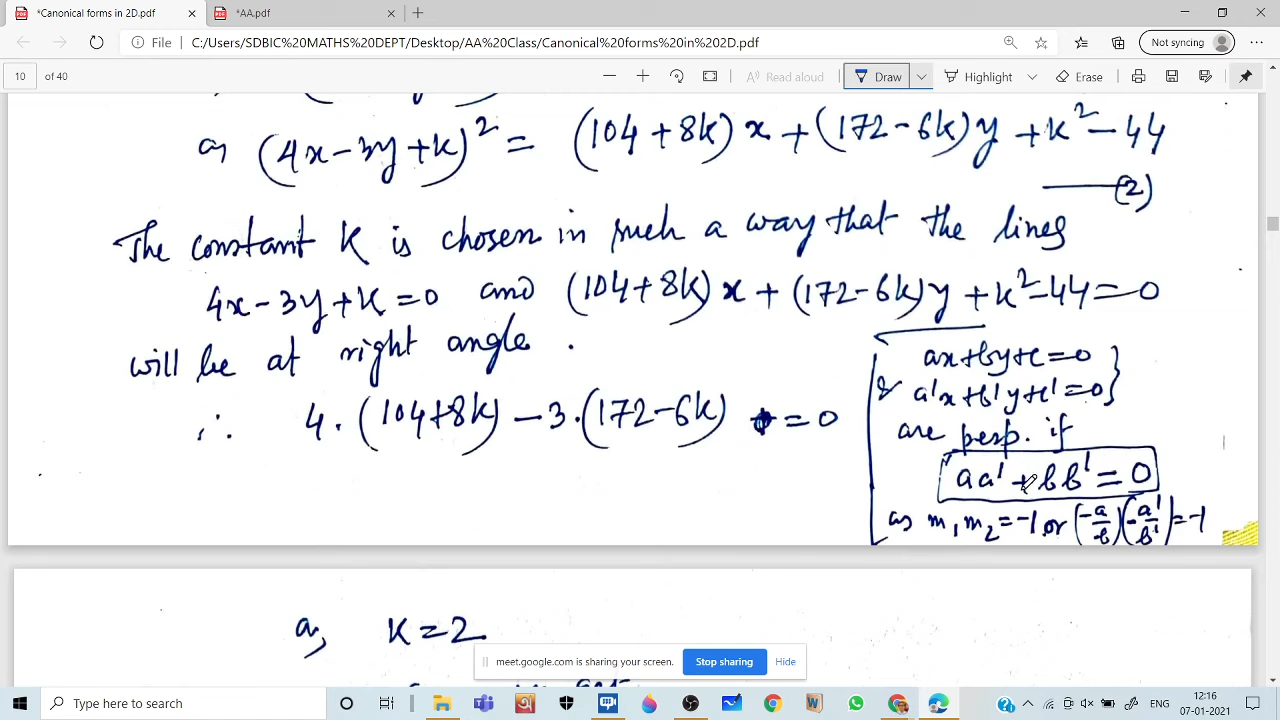 *Canonical forms in 2D.pdf
*AA.pdf
File C:/Users/SDBIC%20MATHS%20DEPT/Desktop/AA%20Class/Canonical%20forms%20in%202D.pdf
Not syncing
10 of 40
Read aloud
Draw
Highlight
Erase
or (4x-3y+k)² = (104+8k)x+(172-6k)y+k²-44
(2)
The constant K is chosen in such a way that the lines
4x-3y+k=0 and (104+8k)x+(172-6k)y+k²-44=0
will be at right angle.
∴ 4.(104+8k)-3.(172-6k) =0
ax+by+c=0
& a'x+b'y+c'=0}
are perp. if
aa'+bb'=0
as m₁m₂=-1 or (-a/b)(-a'/b')=-1
or, K=2
meet.google.com is sharing your screen.
Stop sharing
Hide
Type here to search
ENG
12:16
07-01-2021